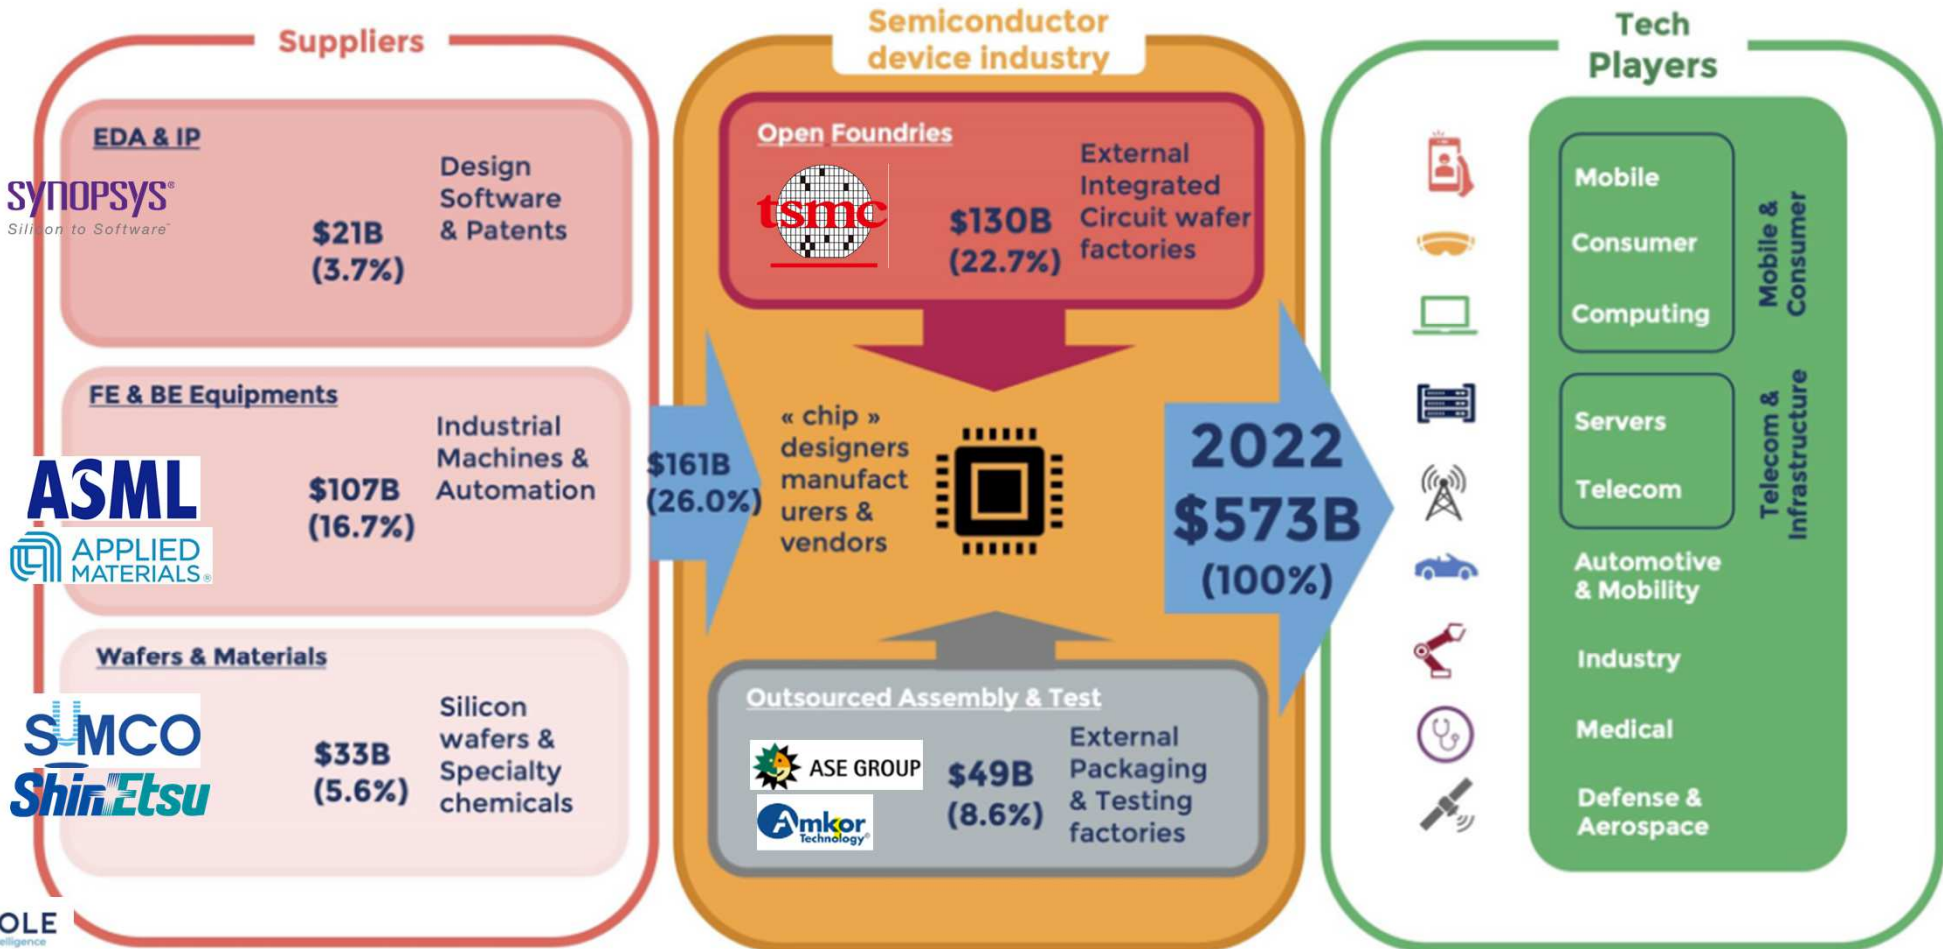 Suppliers
EDA & IP
SYNOPSYS®
Silicon to Software™
$21B
(3.7%)
Design
Software
& Patents
FE & BE Equipments
ASML
APPLIED
MATERIALS®
$107B
(16.7%)
Industrial
Machines &
Automation
Wafers & Materials
SUMCO
ShinEtsu
$33B
(5.6%)
Silicon
wafers &
Specialty
chemicals
$161B
(26.0%)
Semiconductor
device industry
Open Foundries
tsmc
$130B
(22.7%)
External
Integrated
Circuit wafer
factories
« chip »
designers
manufact
urers &
vendors
2022
$573B
(100%)
Outsourced Assembly & Test
ASE GROUP
Amkor
Technology®
$49B
(8.6%)
External
Packaging
& Testing
factories
Tech
Players
Mobile
Consumer
Computing
Mobile &
Consumer
Servers
Telecom
Telecom &
Infrastructure
Automotive
& Mobility
Industry
Medical
Defense &
Aerospace
OLE
elligence